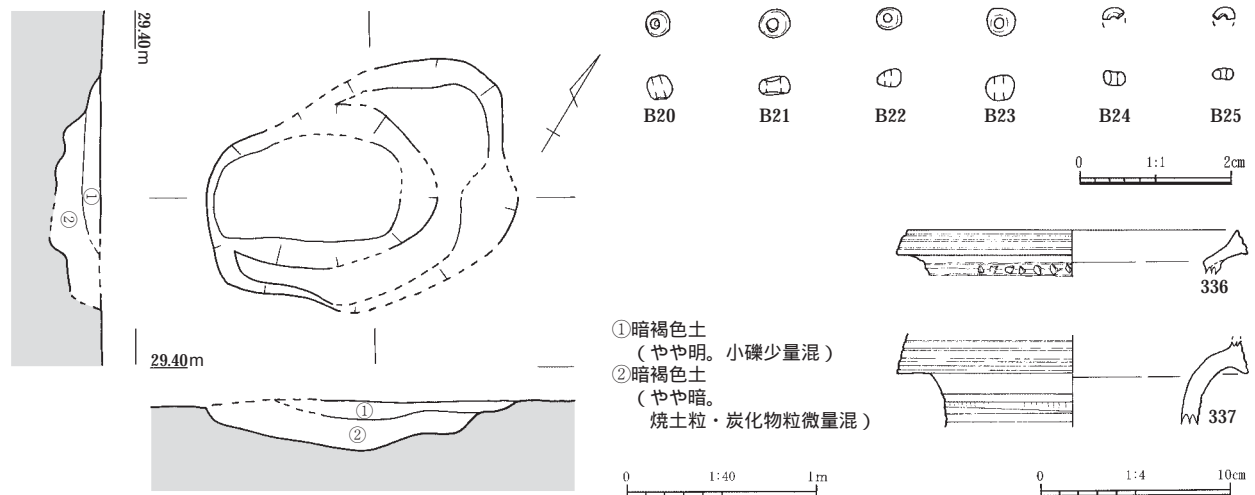 29.40m
①
②
29.40m
①
②
B20 B21 B22 B23 B24 B25
0 1:1 2cm
336
337
①暗褐色土
(やや明。小礫少量混)
②暗褐色土
(やや暗。
焼土粒・炭化物粒微量混)
0 1:40 1m
0 1:4 10cm